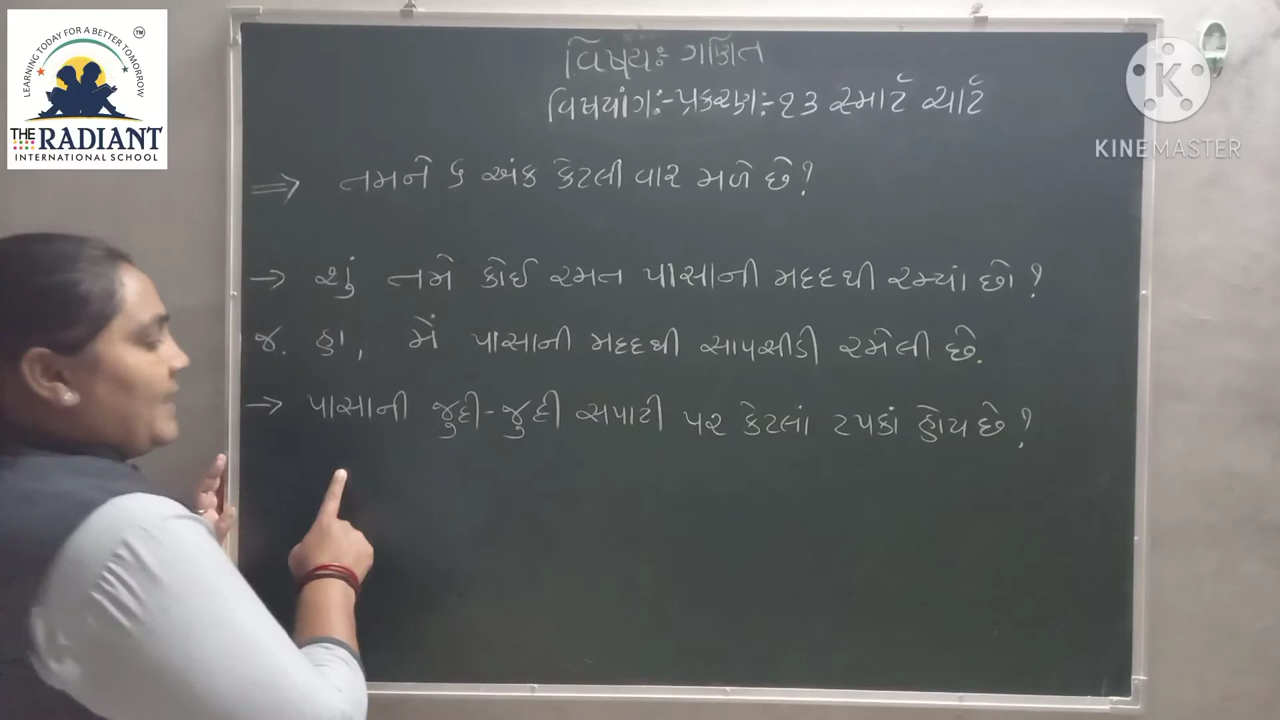 LEARNING TODAY FOR A BETTER TOMORROW
TM
THE RADIANT
INTERNATIONAL SCHOOL
K
KINEMASTER
વિષયઃ ગણિત
વિષયાંગઃ-પ્રકરણઃ-૧૩ સ્માર્ટ ચાર્ટ
⇒ તમને ૬ અંક કેટલી વાર મળે છે?
→ શું તમે કોઈ રમત પાસાની મદદથી રમ્યાં છો?
જ. હા, મેં પાસાની મદદથી સાપસીડી રમેલી છે.
→ પાસાની જુદી-જુદી સપાટી પર કેટલાં ટપકાં હોય છે?